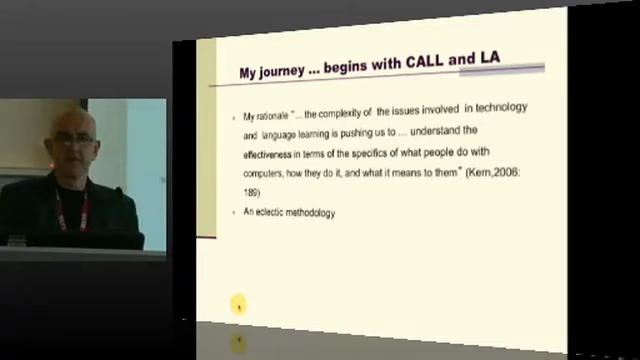 My journey ... begins with CALL and LA
My rationale "... the complexity of the issues involved in technology
and language learning is pushing us to ... understand the
effectiveness in terms of the specifics of what people do with
computers, how they do it, and what it means to them" (Kern,2006:
189)
An eclectic methodology